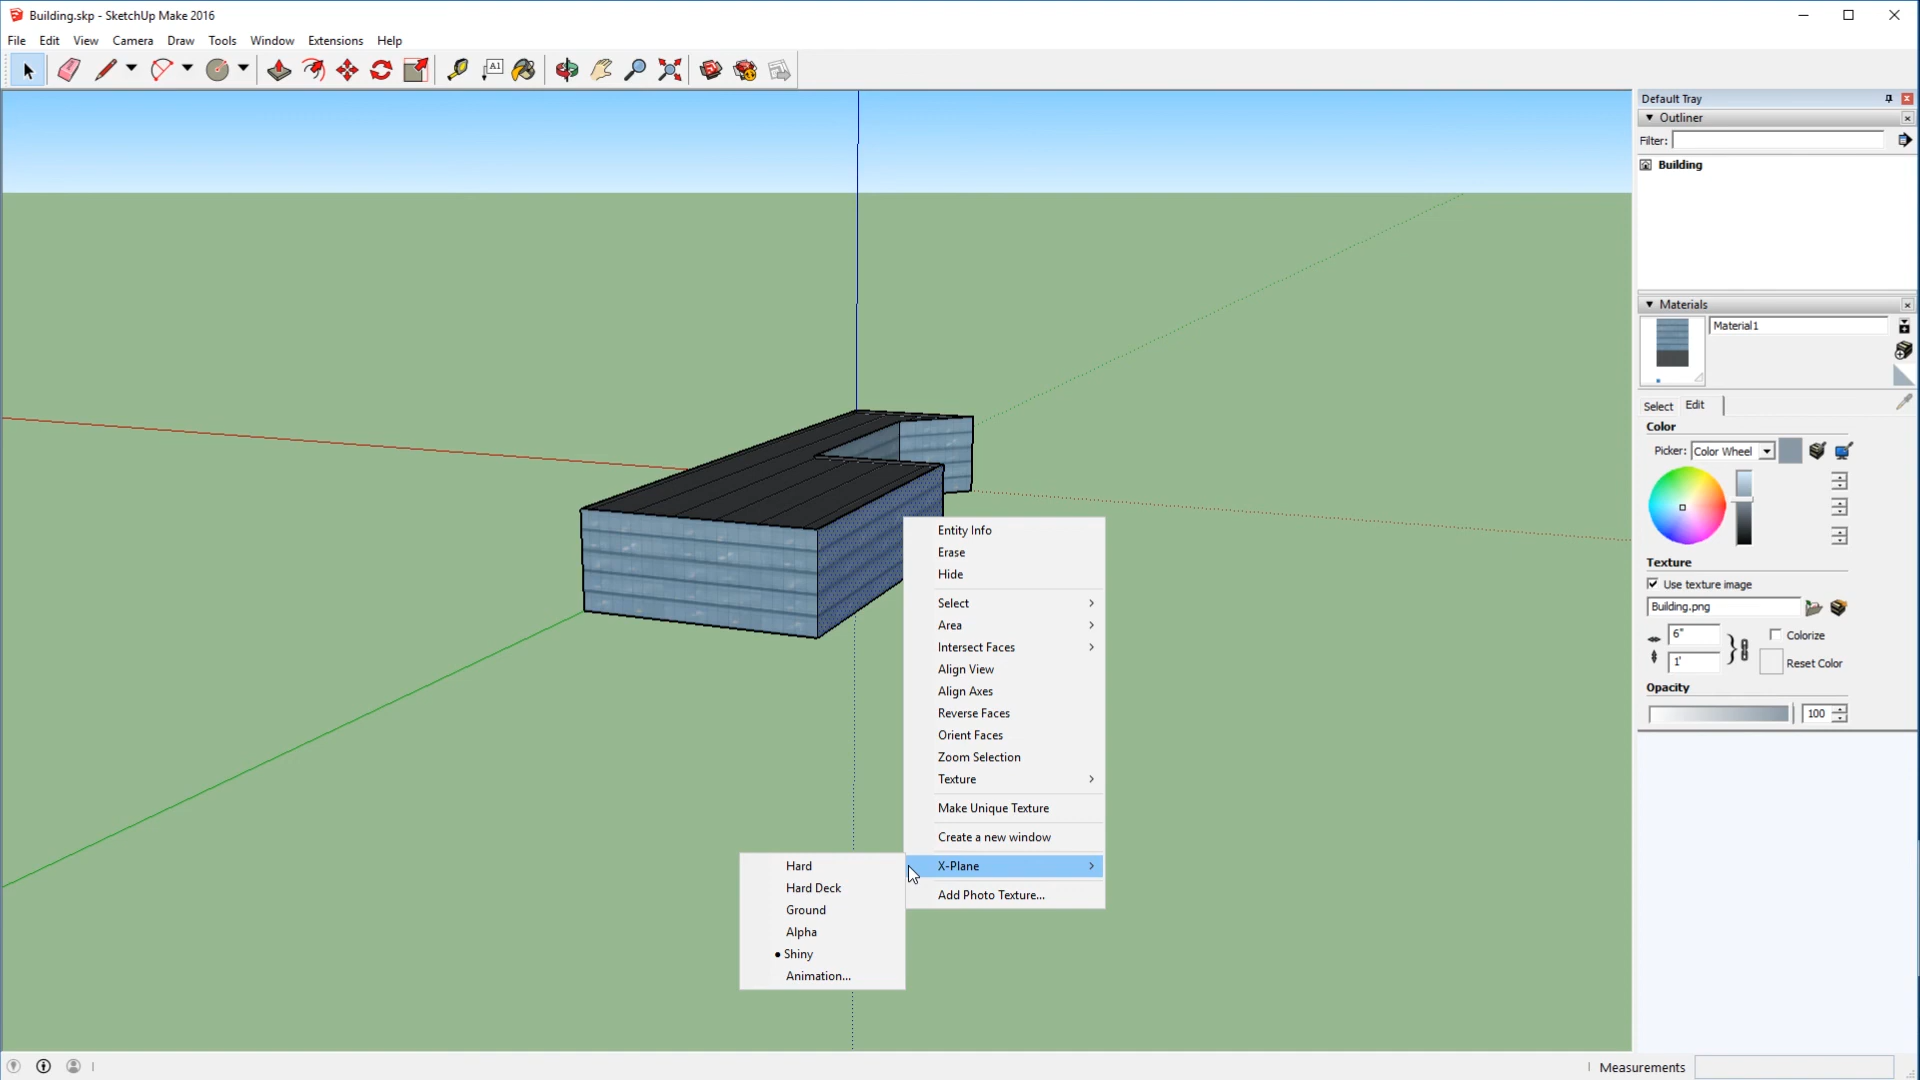 Building.skp - SketchUp Make 2016
File Edit View Camera Draw Tools Window Extensions Help
A1
Default Tray
Outliner
Filter:
Building
Materials
Material1
Select Edit
Color
Picker: Color Wheel
Texture
Use texture image
Building.png
6"
Colorize
1'
Reset Color
Opacity
100
Entity Info
Erase
Hide
Select
Area
Intersect Faces
Align View
Align Axes
Reverse Faces
Orient Faces
Zoom Selection
Texture
Make Unique Texture
Create a new window
X-Plane
Add Photo Texture...
Hard
Hard Deck
Ground
Alpha
Shiny
Animation...
Measurements